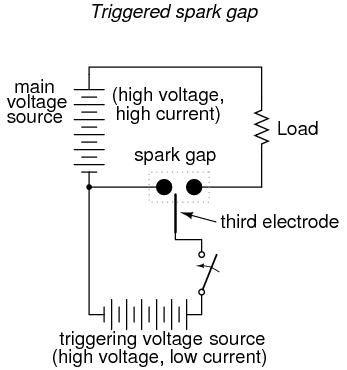 Triggered spark gap
main
voltage
source
(high voltage,
high current)
Load
spark gap
third electrode
triggering voltage source
(high voltage, low current)